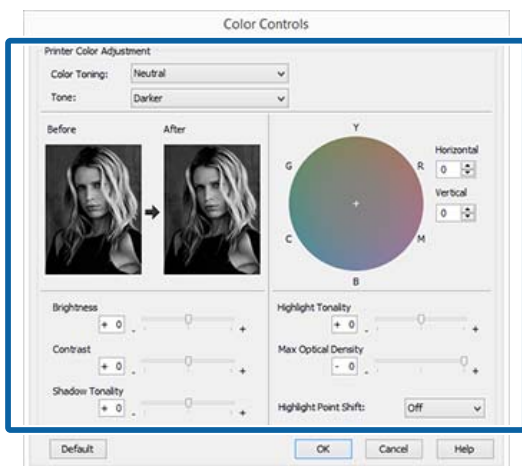 Color Controls
Printer Color Adjustment
Color Toning: Neutral
Tone: Darker
Before After
Y
G R
C M
B
Horizontal
0
Vertical
0
Brightness
+ 0 - +
Contrast
+ 0 - +
Shadow Tonality
+ 0 - +
Highlight Tonality
+ 0 - +
Max Optical Density
- 0 - +
Highlight Point Shift: Off
Default OK Cancel Help